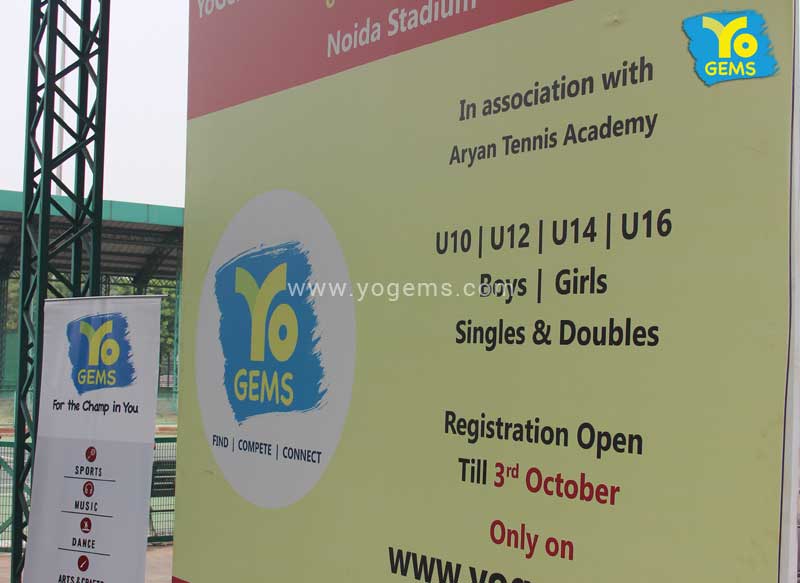 Noida Stadium
Yo
GEMS
In association with
Aryan Tennis Academy
U10 | U12 | U14 | U16
Boys | Girls
Singles & Doubles
Registration Open
Till 3rd October
Only on
Yo
GEMS
FIND | COMPETE | CONNECT
www.yogems.com
Yo
GEMS
For the Champ in You
SPORTS
MUSIC
DANCE
ARTS & CRAFTS